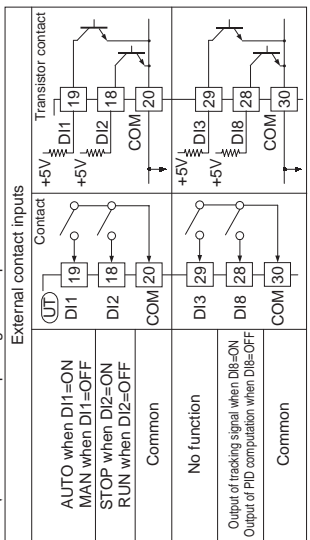 External contact inputs
Contact
Transistor contact
UT
+5V
AUTO when DI1=ON
MAN when DI1=OFF
DI1
19
DI1
19
+5V
STOP when DI2=ON
RUN when DI2=OFF
DI2
18
DI2
18
Common
COM
20
COM
20
+5V
No function
DI3
29
DI3
29
+5V
Output of tracking signal when DI8=ON
Output of PID computation when DI8=OFF
DI8
28
DI8
28
Common
COM
30
COM
30